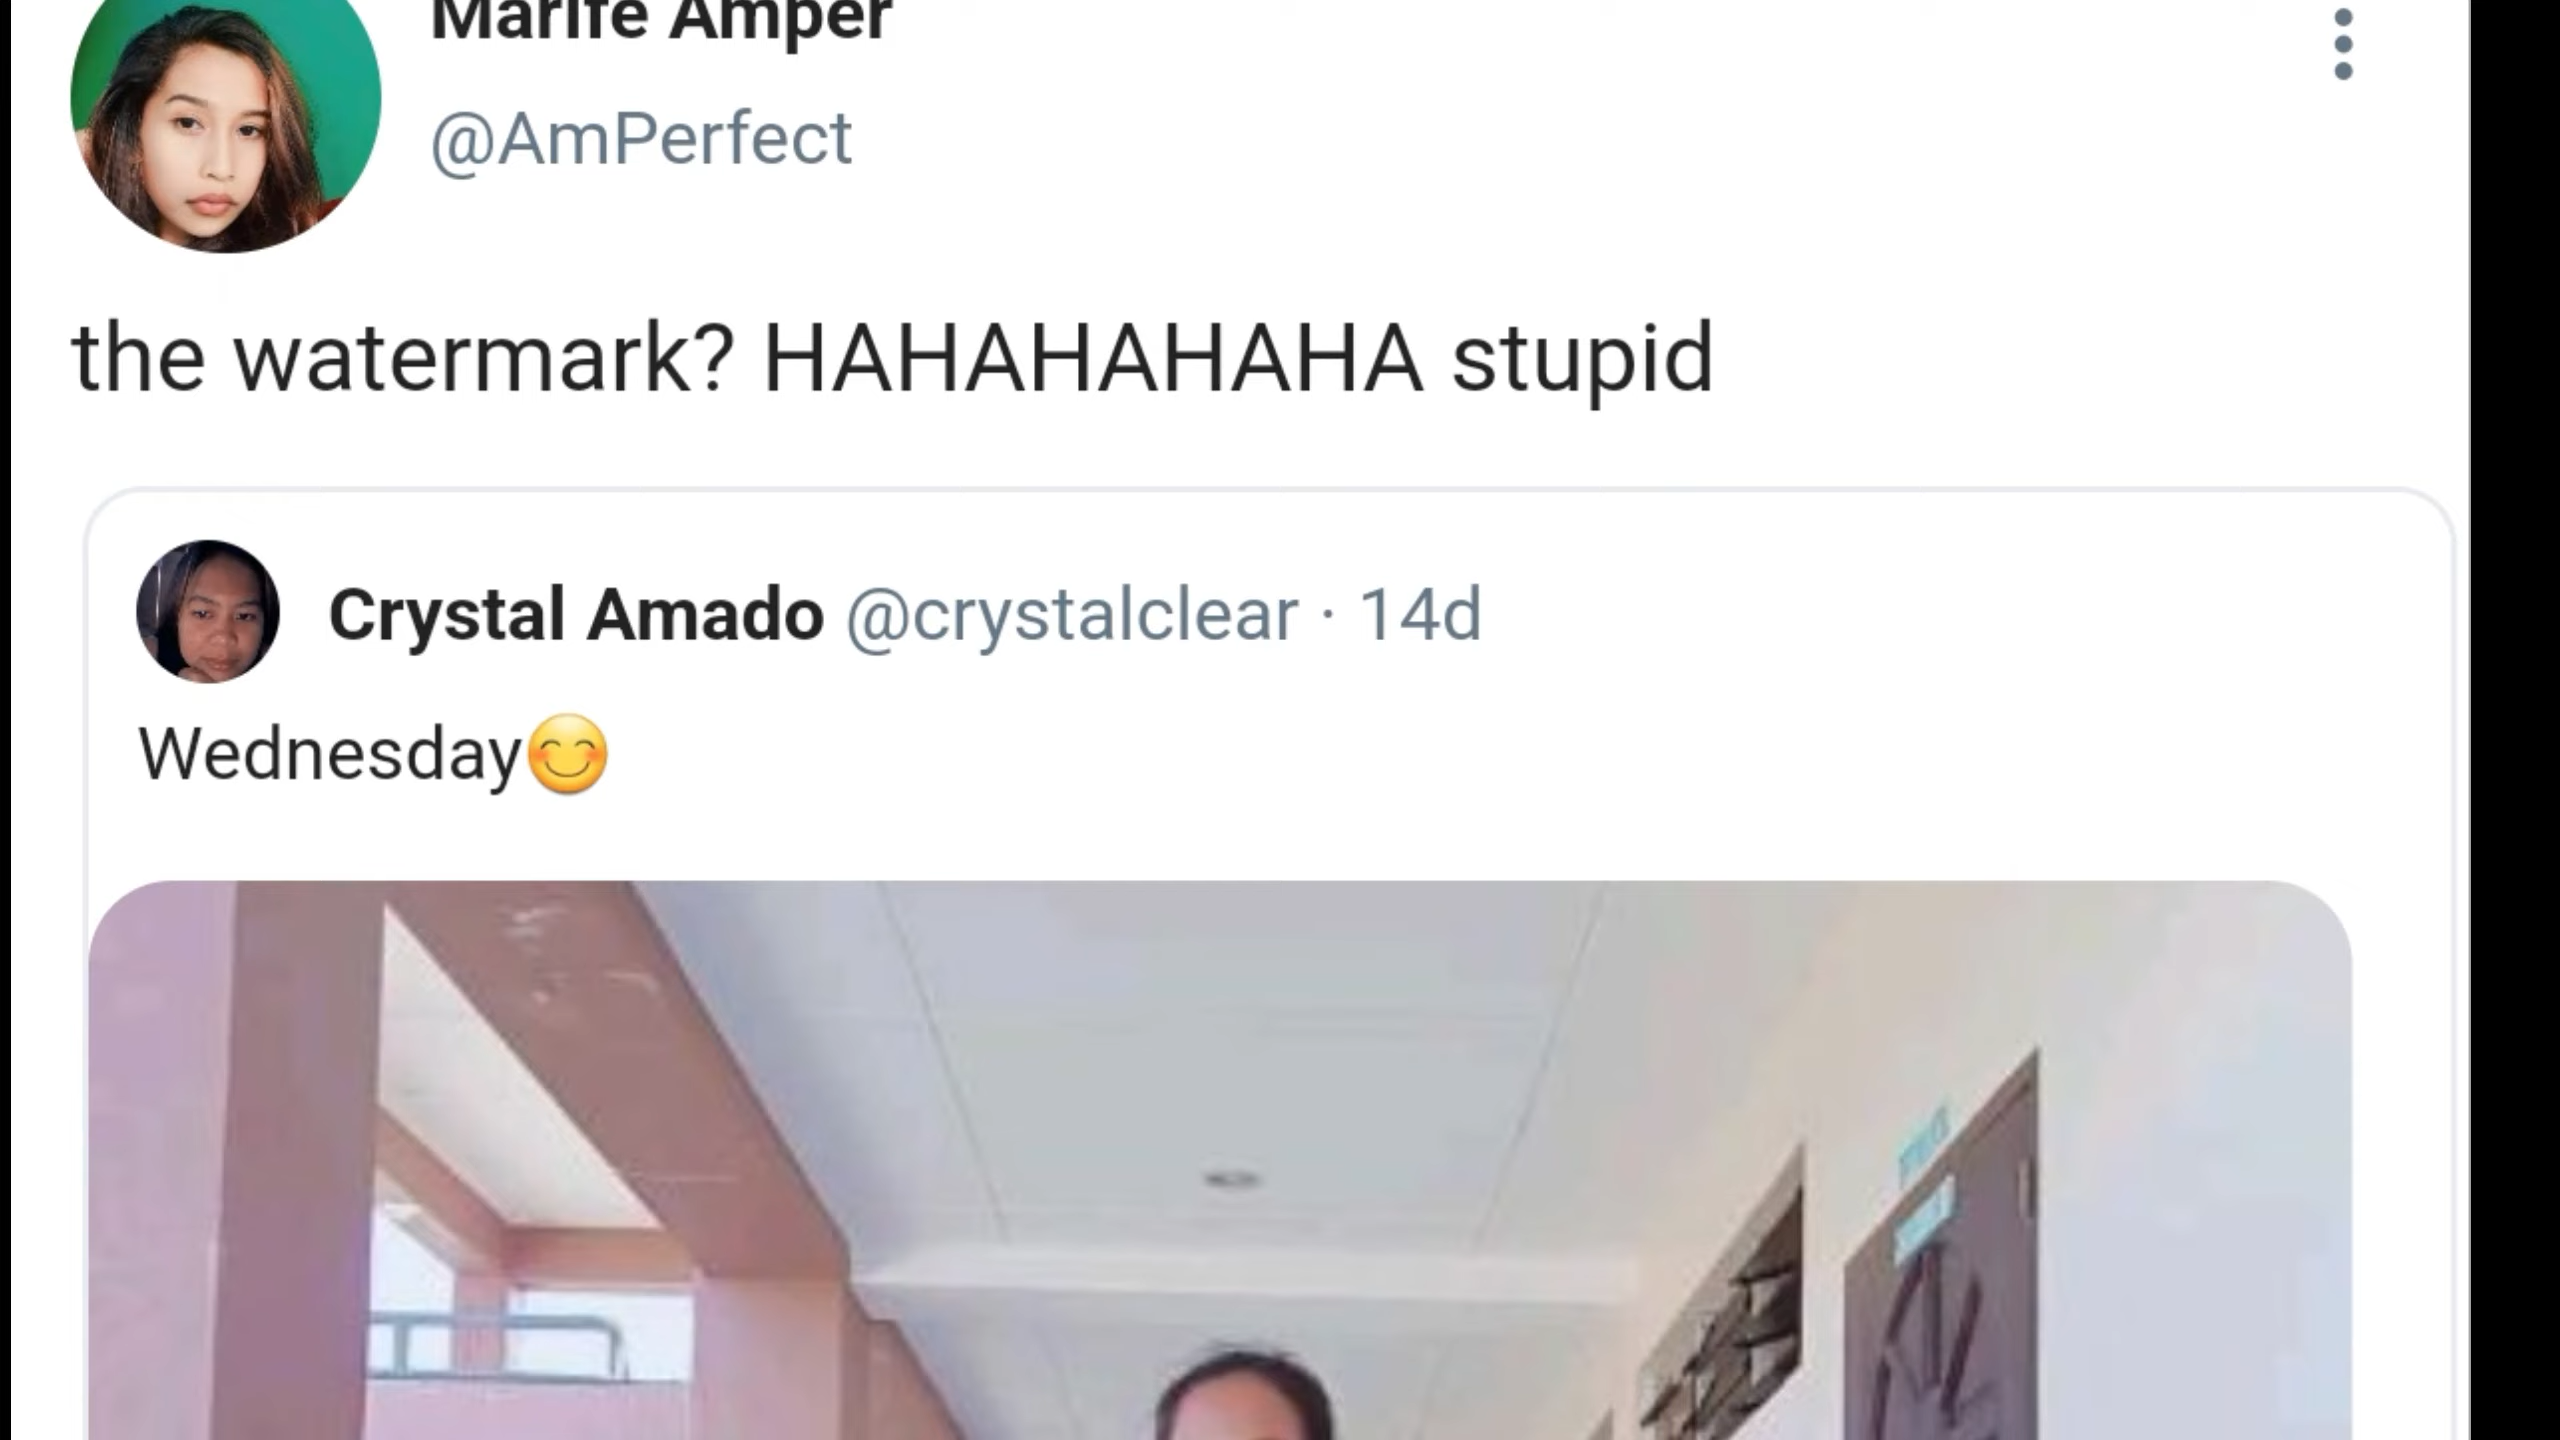 Marife Amper
@AmPerfect
the watermark? HAHAHAHAHA stupid
Crystal Amado @crystalclear · 14d
Wednesday😊